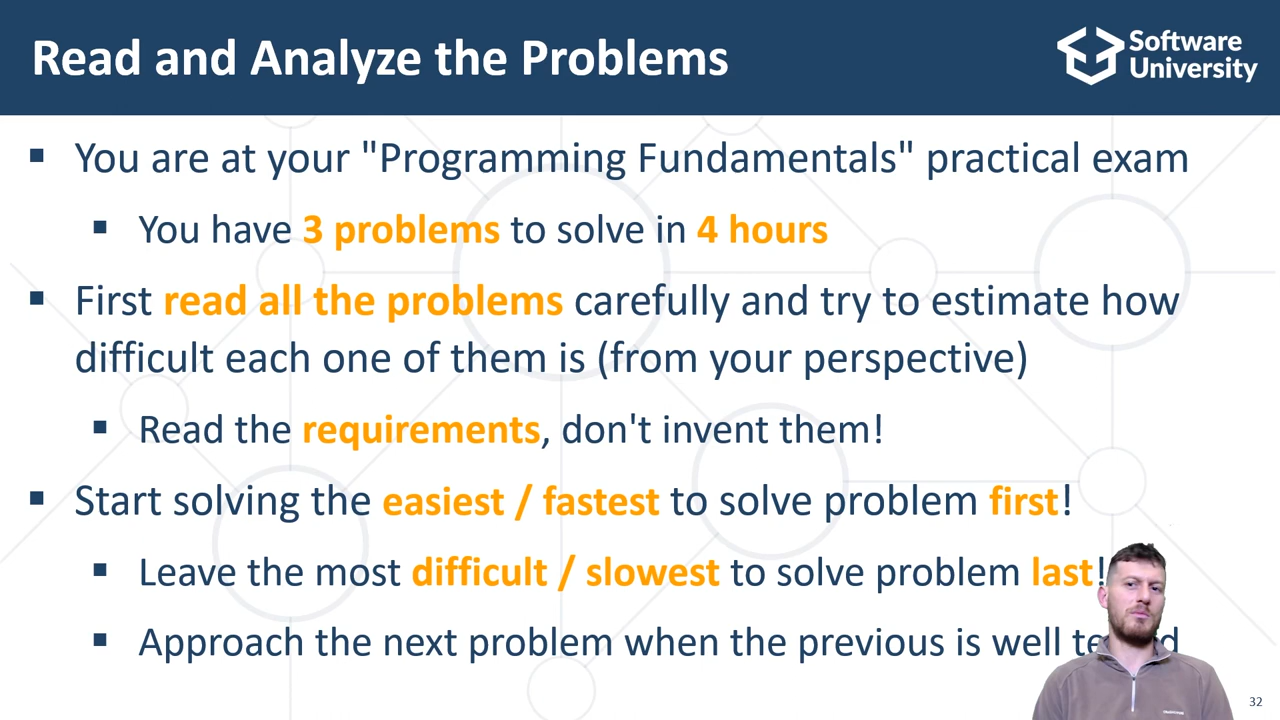 Read and Analyze the Problems
Software
University
▪ You are at your "Programming Fundamentals" practical exam
▪ You have 3 problems to solve in 4 hours
▪ First read all the problems carefully and try to estimate how
difficult each one of them is (from your perspective)
▪ Read the requirements, don't invent them!
▪ Start solving the easiest / fastest to solve problem first!
▪ Leave the most difficult / slowest to solve problem last!
▪ Approach the next problem when the previous is well
32